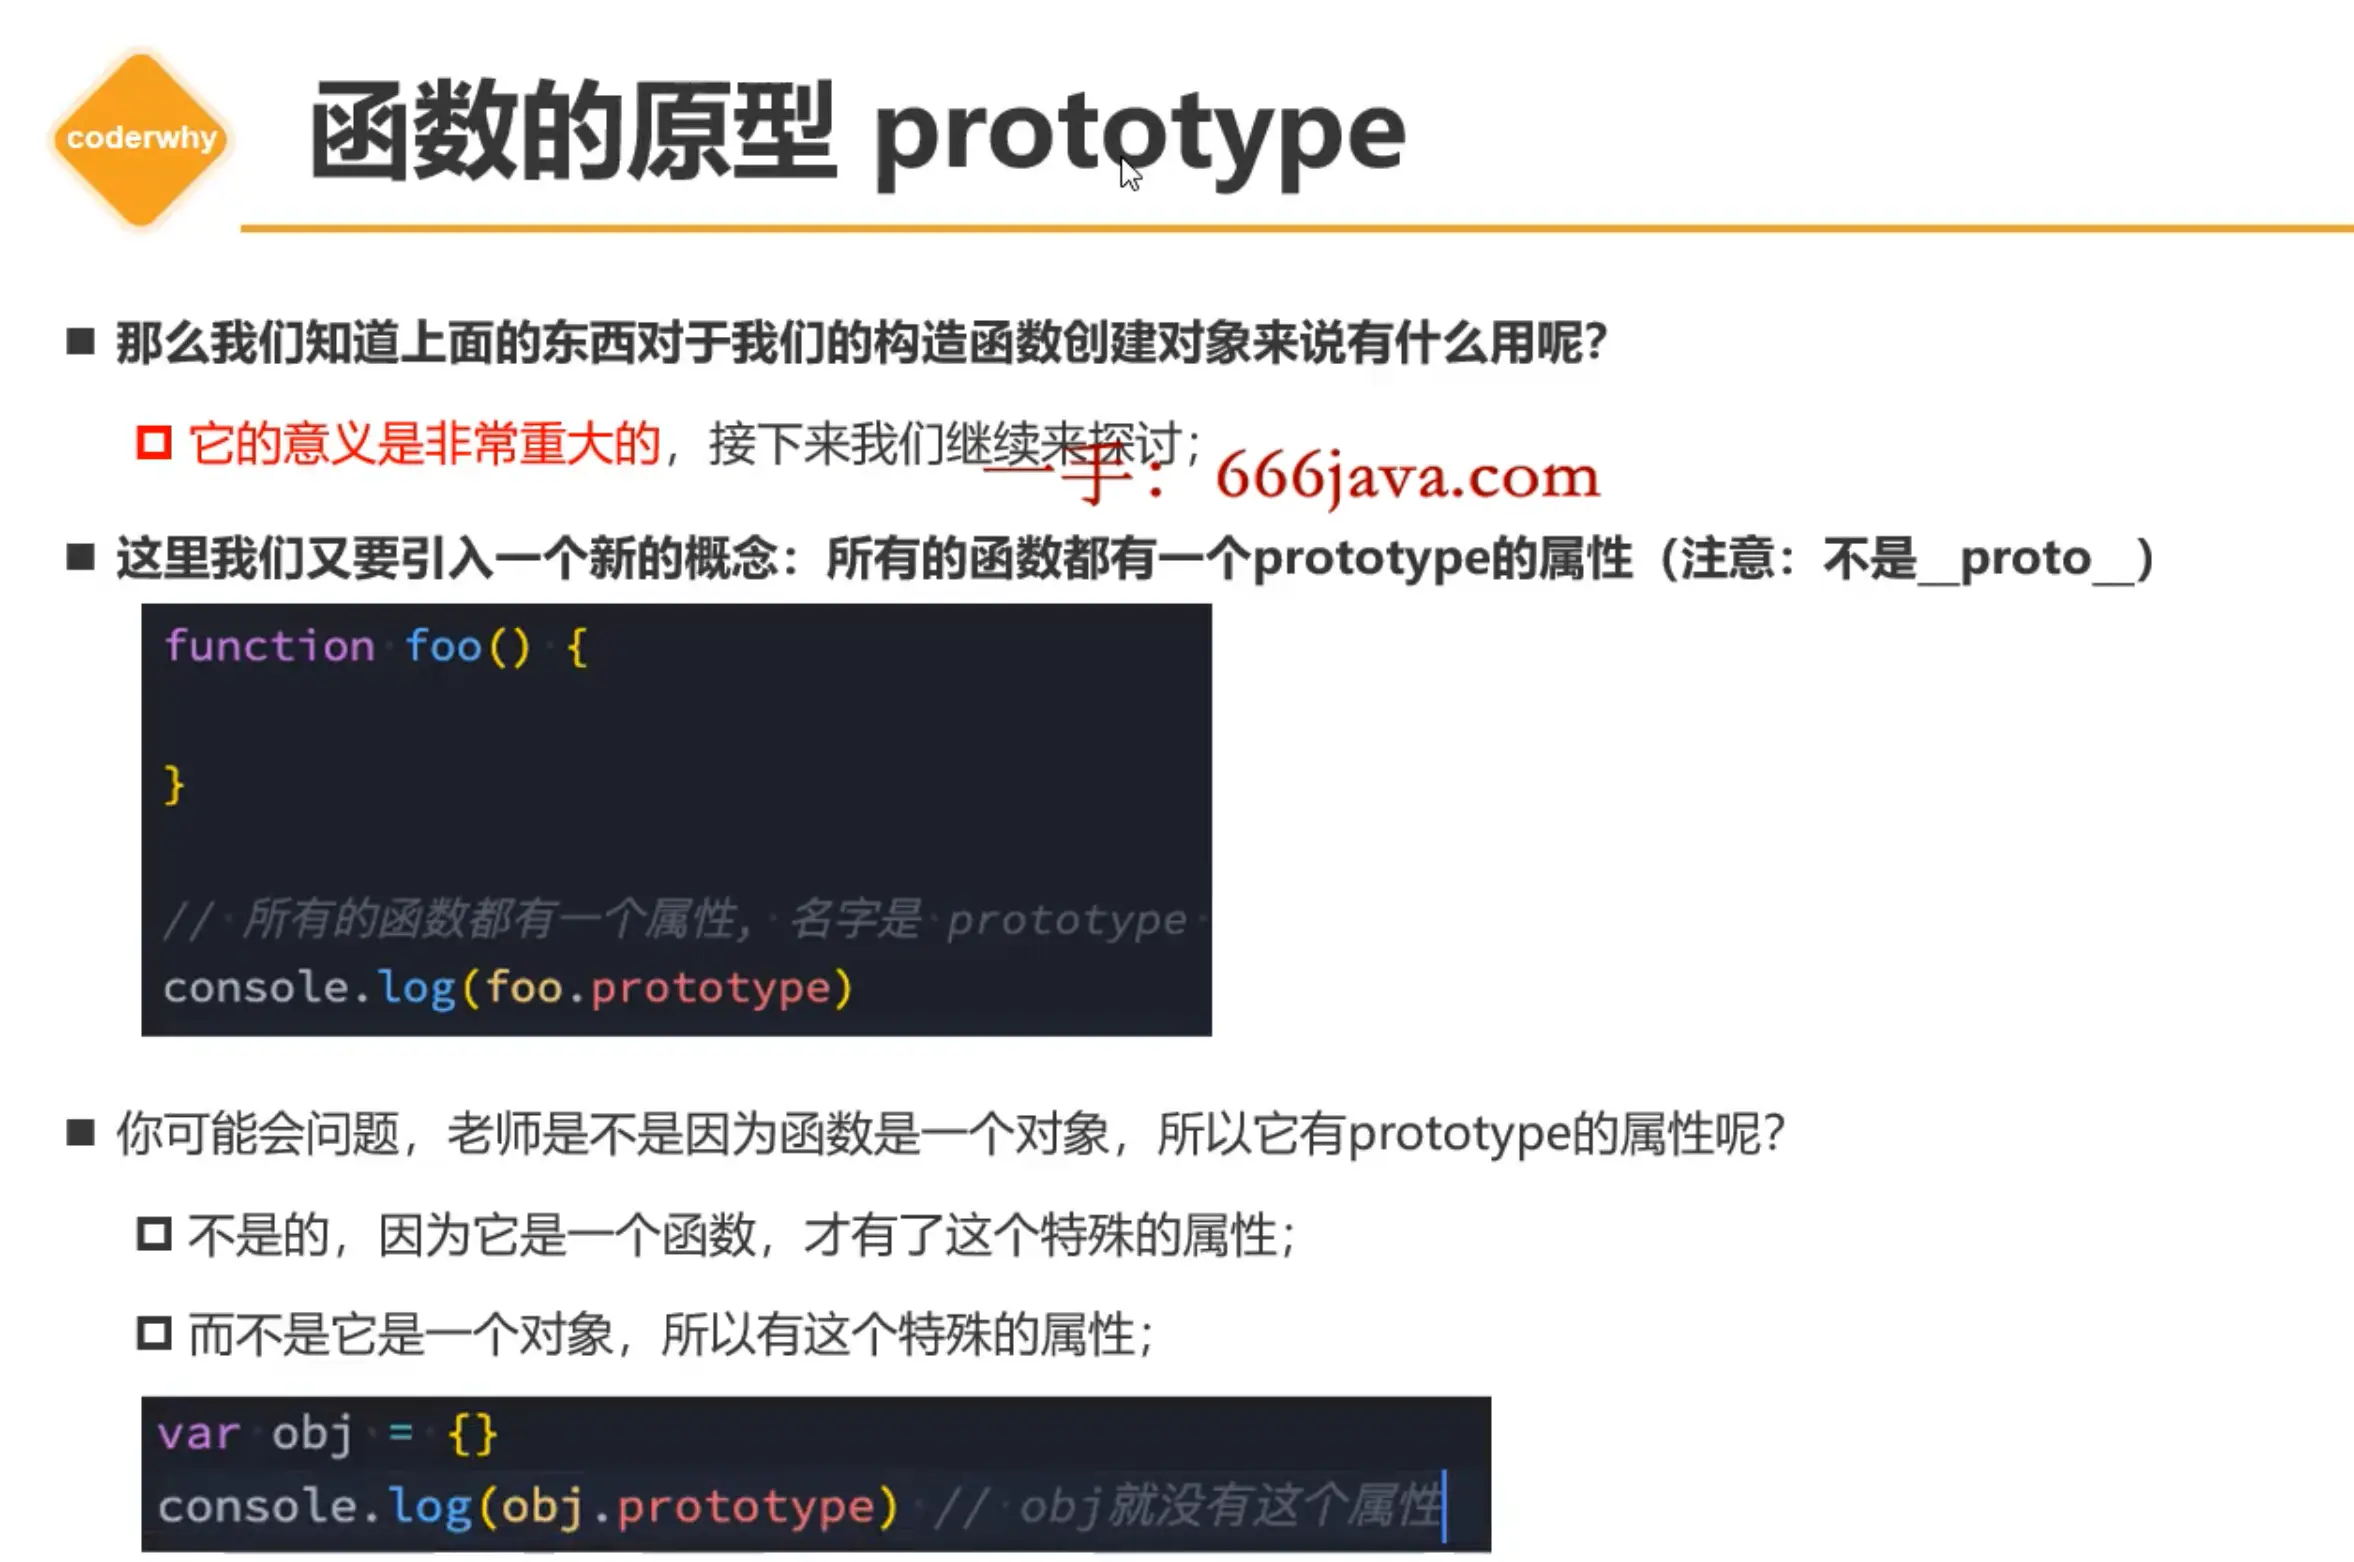 coderwhy
函数的原型 prototype
那么我们知道上面的东西对于我们的构造函数创建对象来说有什么用呢？
它的意义是非常重大的，接下来我们继续来探讨；
一手： 666java.com
这里我们又要引入一个新的概念：所有的函数都有一个prototype的属性（注意：不是__proto__）
function foo() {
}
// 所有的函数都有一个属性, 名字是 prototype
console.log(foo.prototype)
你可能会问题，老师是不是因为函数是一个对象，所以它有prototype的属性呢？
不是的，因为它是一个函数，才有了这个特殊的属性；
而不是它是一个对象，所以有这个特殊的属性；
var obj = {}
console.log(obj.prototype) // obj就没有这个属性